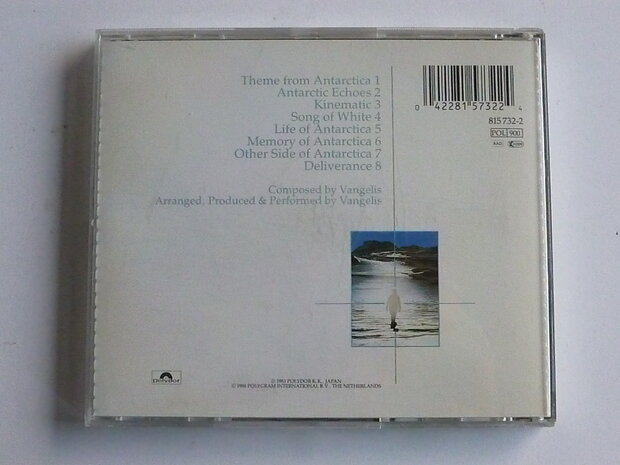 Theme from Antarctica 1
Antarctic Echoes 2
Kinematic 3
Song of White 4
Life of Antarctica 5
Memory of Antarctica 6
Other Side of Antarctica 7
Deliverance 8
Composed by Vangelis
Arranged, Produced & Performed by Vangelis
0 42281 57322 4
815 732-2
POL 900
polydor
℗ 1983 POLYDOR K.K., JAPAN
© 1988 POLYGRAM INTERNATIONAL B.V. THE NETHERLANDS